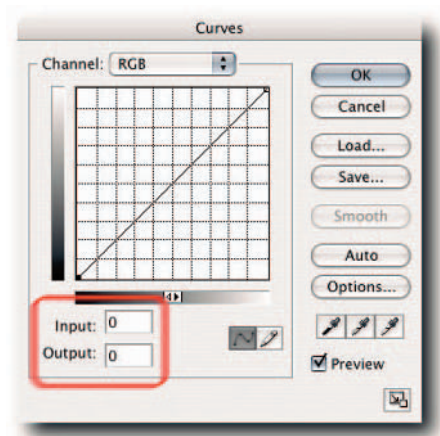 Curves
Channel: RGB
OK
Cancel
Load...
Save...
Smooth
Auto
Options...
Input: 0
Output: 0
Preview